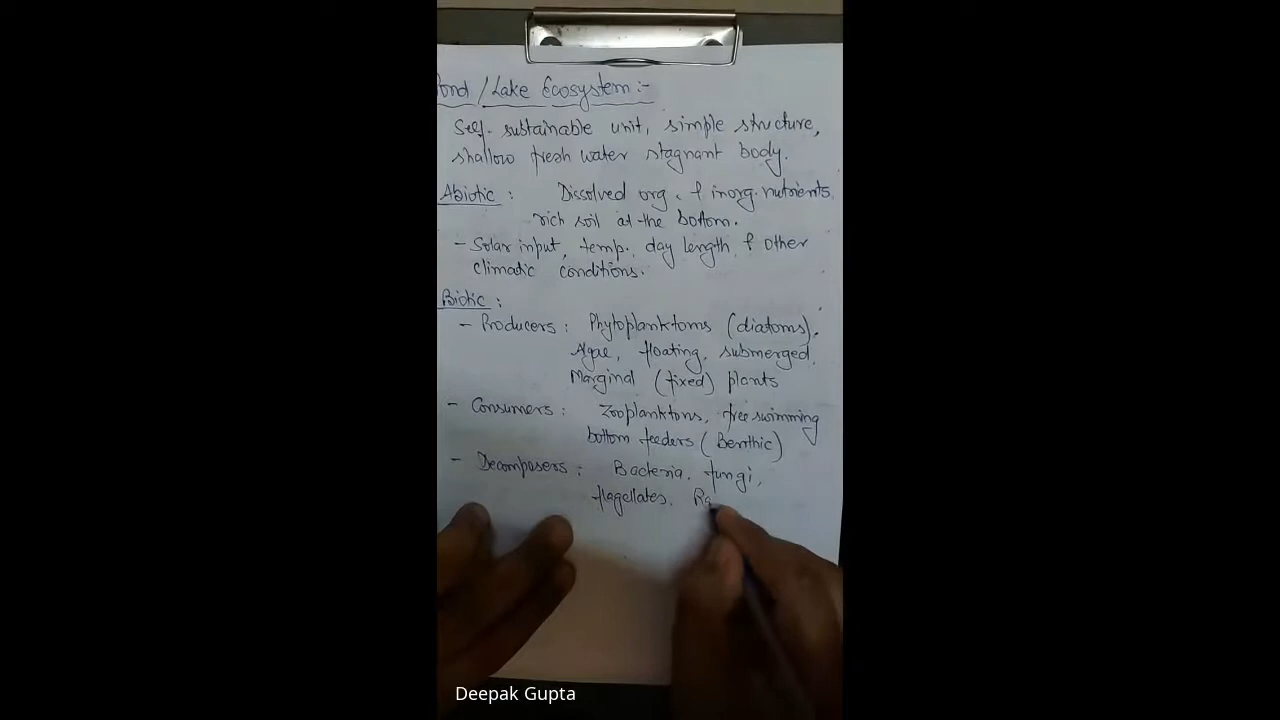 Pond / Lake Ecosystem :-
Self- sustainable unit, simple structure,
shallow fresh water stagnant body.
Abiotic : Dissolved org. & inorg. nutrients,
rich soil at the bottom.
- Solar input, temp., day length, & other
climatic conditions.
Biotic :
- Producers : Phytoplanktoms (diatoms),
Algae, floating, submerged,
Marginal (fixed) plants
- Consumers : Zooplanktons, free swimming
bottom feeders (Benthic)
- Decomposers : Bacteria, fungi,
flagellates,
Deepak Gupta